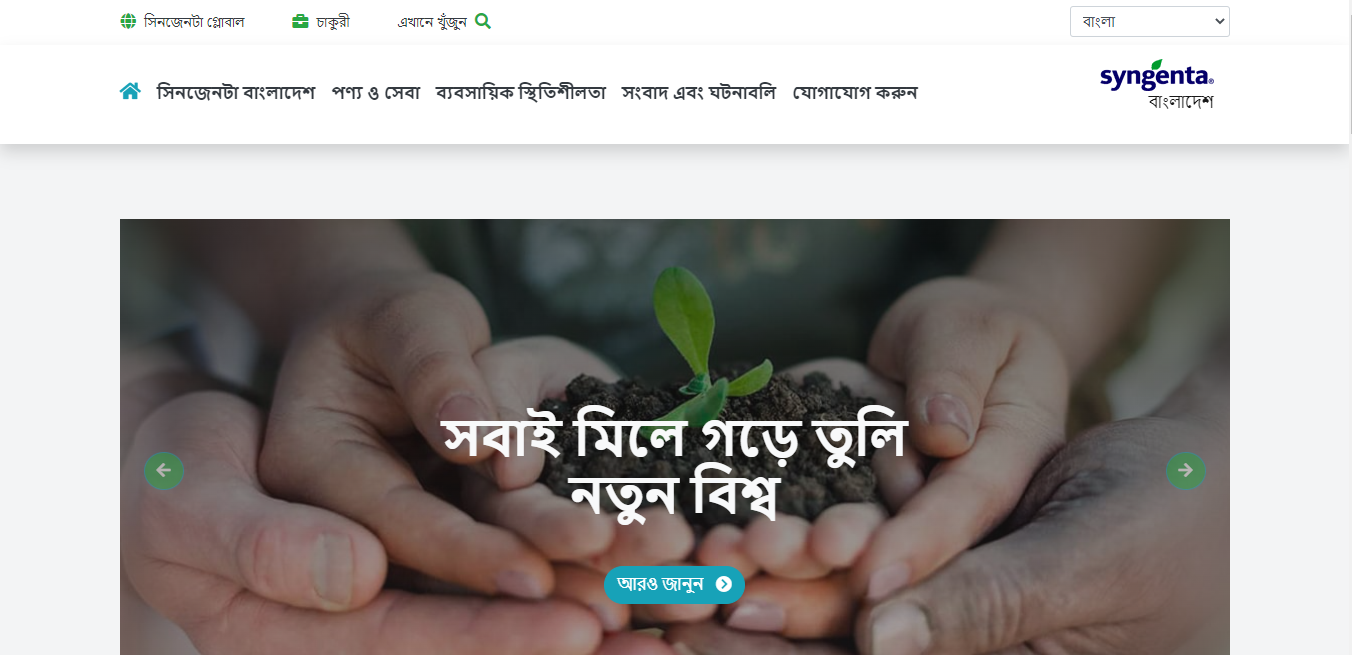 সিনজেনটা গ্লোবাল চাকুরী এখানে খুঁজুন বাংলা
সিনজেনটা বাংলাদেশ পণ্য ও সেবা ব্যবসায়িক স্থিতিশীলতা সংবাদ এবং ঘটনাবলি যোগাযোগ করুন
syngenta®
বাংলাদেশ
সবাই মিলে গড়ে তুলি
নতুন বিশ্ব
আরও জানুন